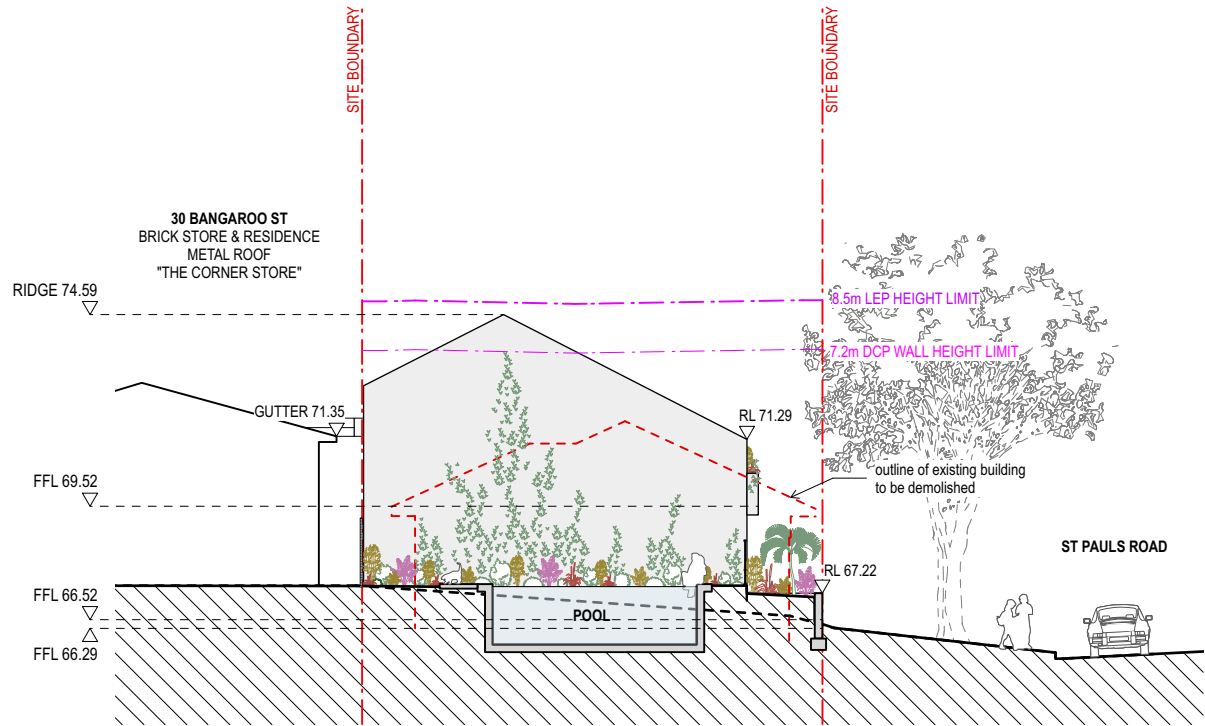 SITE BOUNDARY
SITE BOUNDARY
30 BANGAROO ST
BRICK STORE & RESIDENCE
METAL ROOF
"THE CORNER STORE"
RIDGE 74.59
8.5m LEP HEIGHT LIMIT
7.2m DCP WALL HEIGHT LIMIT
GUTTER 71.35
RL 71.29
outline of existing building
to be demolished
FFL 69.52
ST PAULS ROAD
RL 67.22
FFL 66.52
POOL
FFL 66.29